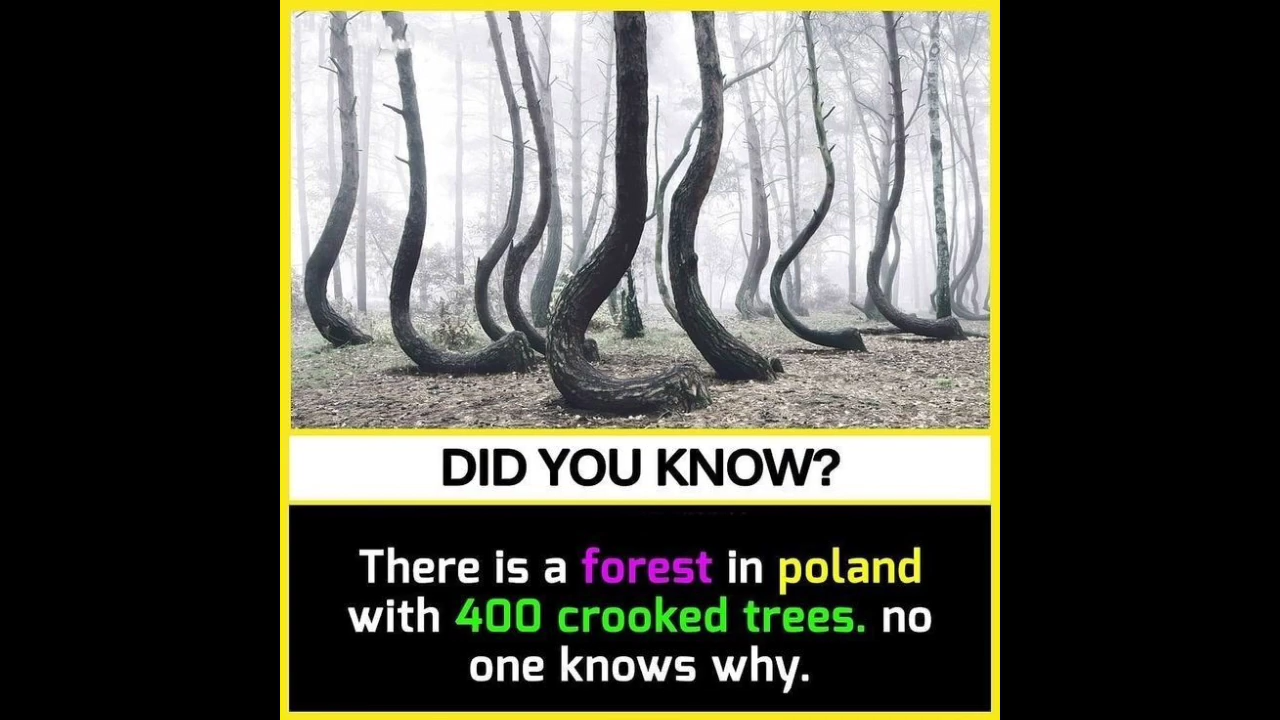 DID YOU KNOW?
There is a forest in poland
with 400 crooked trees. no
one knows why.